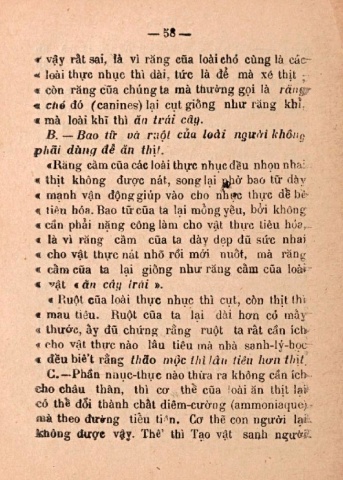 — 58 —
« vậy rất sai, là vì răng của loài chó cùng là các
« loài thực nhục thì dài, tức là để mà xé thịt ;
« còn răng của chúng ta mà thường gọi là răng
« chó đó (canines) lại cụt giống như răng khỉ,
« mà loài khỉ thì ăn trái cây.
B. — Bao tử và ruột của loài người không
phải dùng để ăn thịt.
«Răng cằm của các loài thực nhục đều nhọn nhai
« thịt không được nát, song lại nhờ bao tử dày
« mạnh vận động giúp vào cho nhục thực dễ bề
« tiêu hóa. Bao tử của ta lại mỏng yếu, bởi không
« cần phải nặng công làm cho vật thực tiêu hóa,
« là vì răng cằm của ta dày dẹp đủ sức nhai
« cho vật thực nát nhỏ rồi mới nuốt, mà răng
« cằm của ta lại giống như răng cằm của loài
« vật « ăn cây trái ».
« Ruột của loài thực nhục thì cụt, còn thịt thì
« mau tiêu. Ruột của ta lại dài hơn có mấy
« thước, ấy đủ chứng rằng ruột ta rất cần ích
« cho vật thực nào lâu tiêu mà nhà sanh-lý-học
« đều biết rằng thảo mộc thì lâu tiêu hơn thịt.
C. — Phần nhục-thực nào thừa ra không cần ích
cho châu thân, thì cơ thể của loài ăn thịt lại
có thể đổi thành chất diêm-cường (ammoniaque)
mà theo đường tiểu tiện. Cơ thể con người lại
không được vậy. Thế thì Tạo vật sanh người